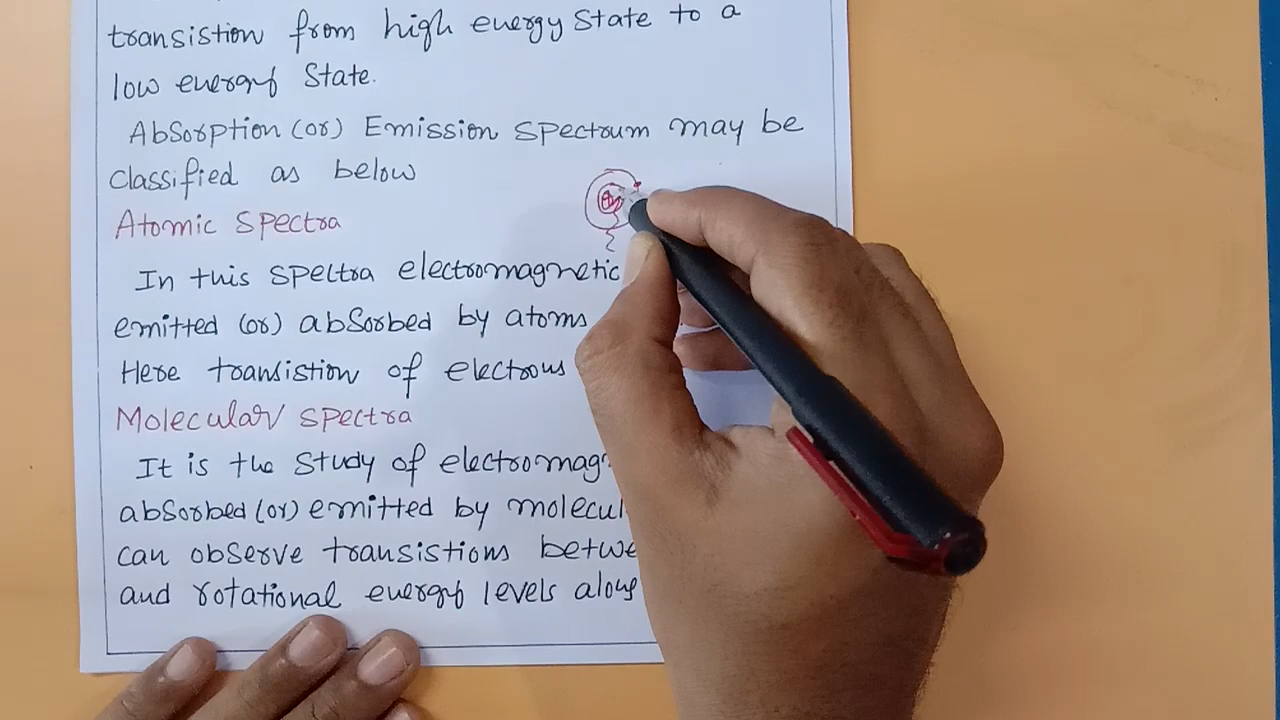 transistion from high energy state to a
low energy state.
Absorption (or) Emission spectrum may be
classified as below
Atomic spectra
In this speltra electromagnetic
emitted (or) absorbed by atoms
Here transistion of electrons
Molecular spectra
It is the study of electromag
absorbed (or) emitted by molecul
can observe transistions betwe
and rotational energy levels along